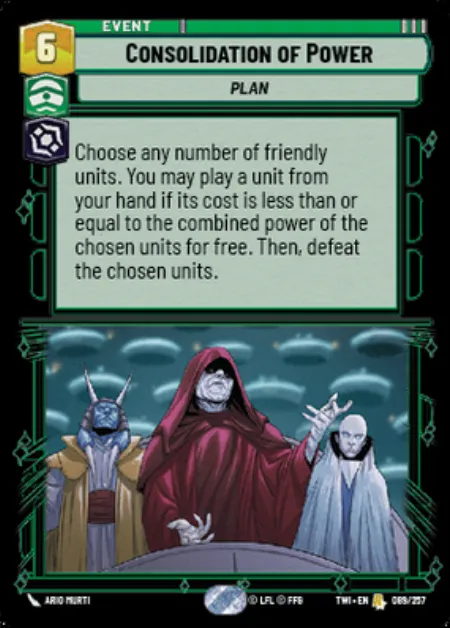 EVENT
6
CONSOLIDATION OF POWER
PLAN
Choose any number of friendly
units. You may play a unit from
your hand if its cost is less than or
equal to the combined power of the
chosen units for free. Then, defeat
the chosen units.
ARIO MURTI
© LFL © FFG
TWI • EN
089/257